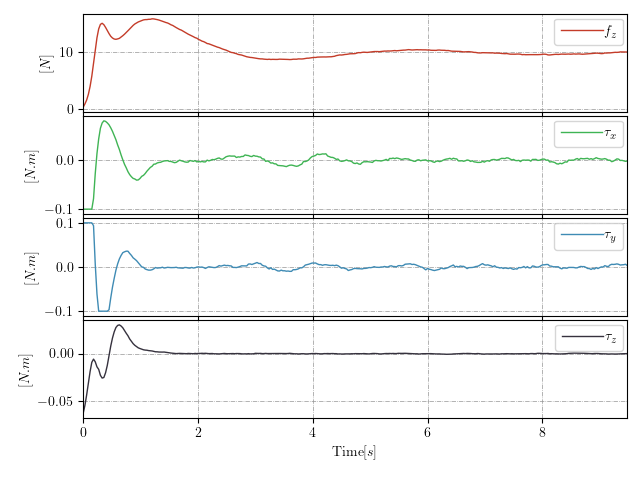 10
0
[N]
f_z
0.0
−0.1
[N.m]
τ_x
0.1
0.0
−0.1
[N.m]
τ_y
0.00
−0.05
[N.m]
τ_z
0 2 4 6 8
Time[s]